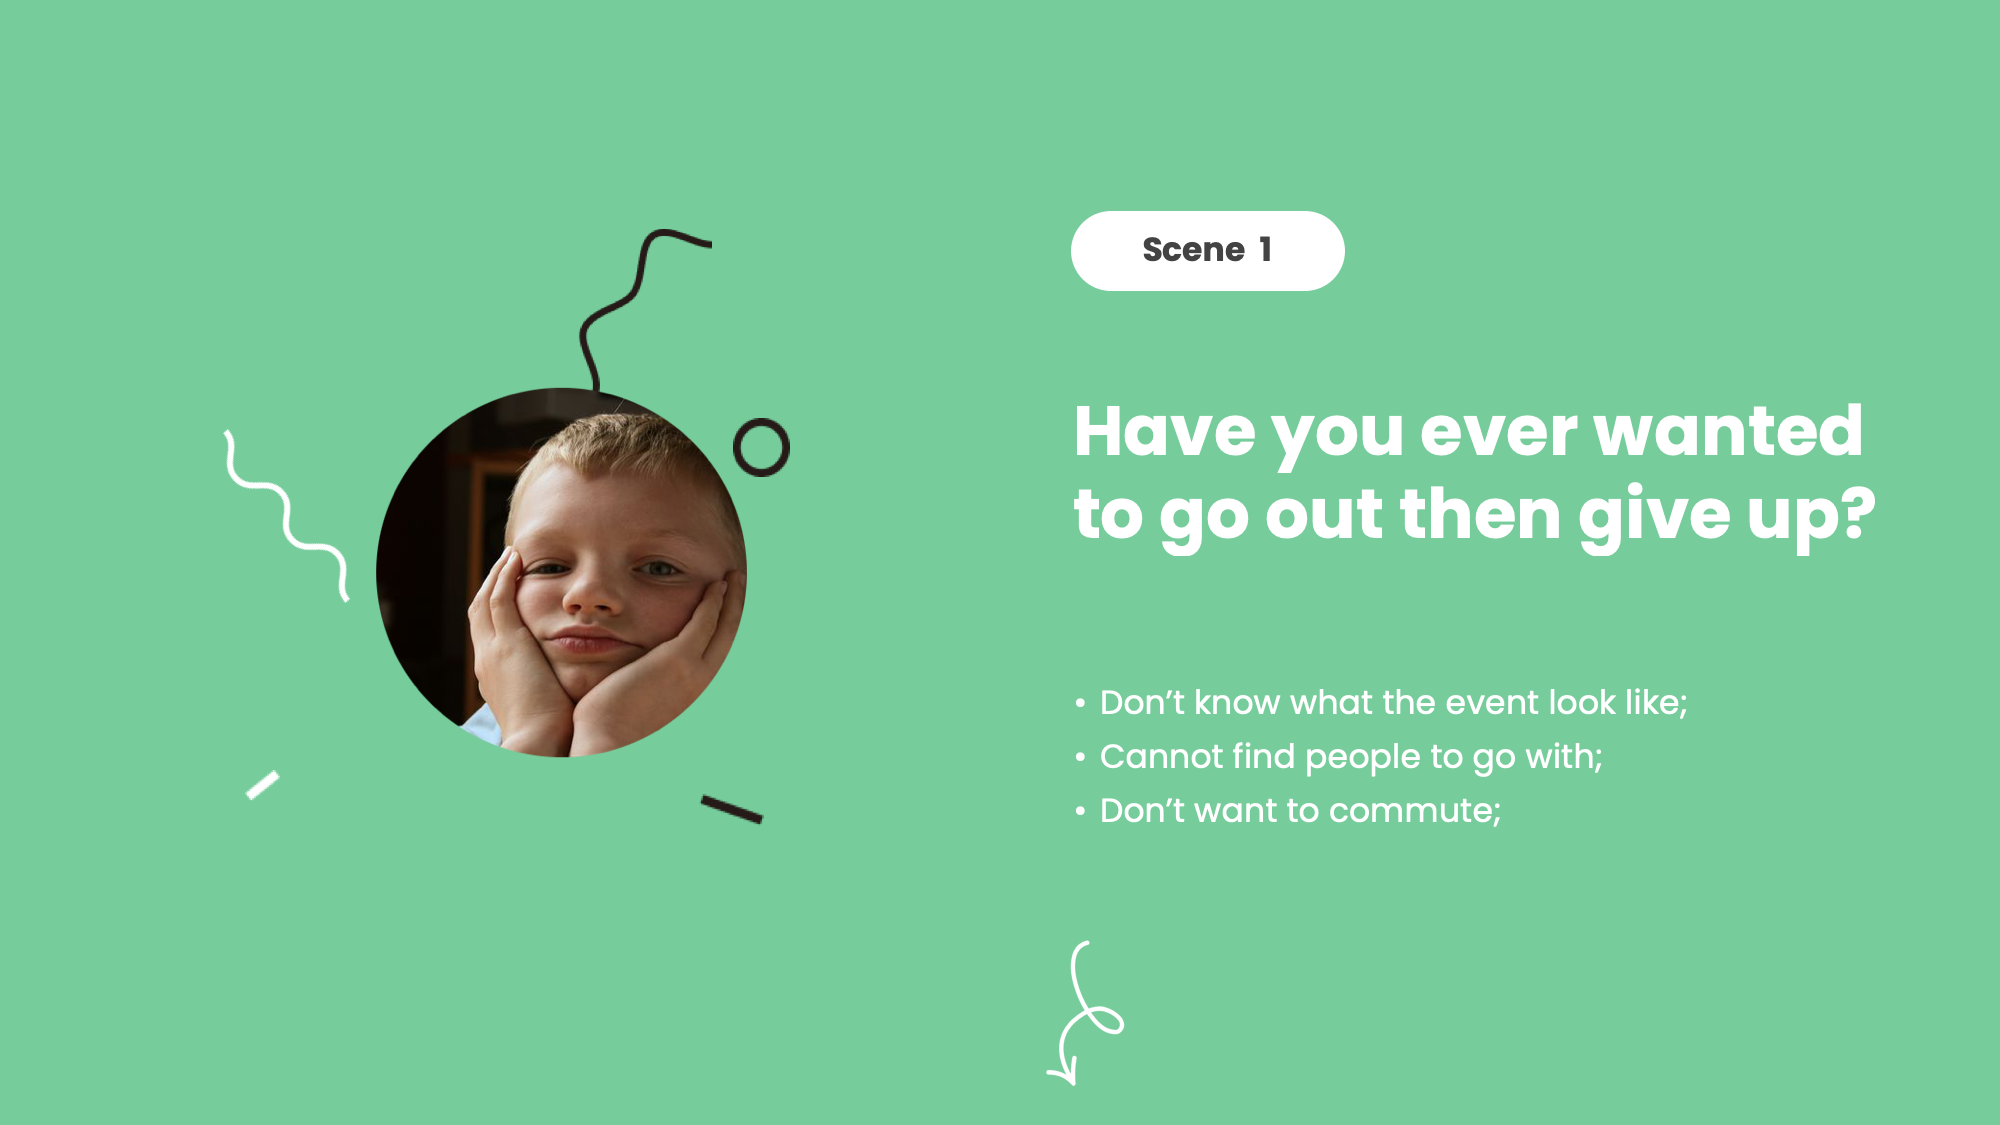 Scene 1
Have you ever wanted
to go out then give up?
• Don’t know what the event look like;
• Cannot find people to go with;
• Don’t want to commute;